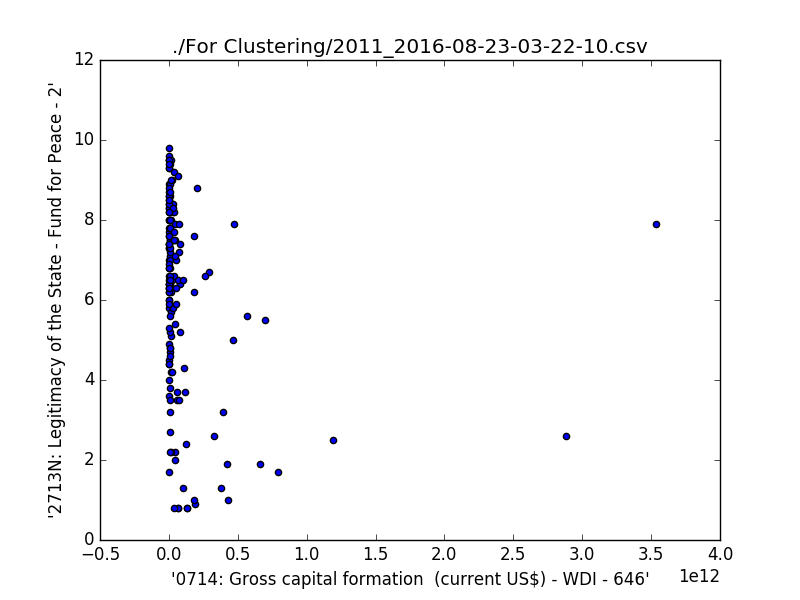 ./For Clustering/2011_2016-08-23-03-22-10.csv
12
10
8
6
4
2
0
'2713N: Legitimacy of the State - Fund for Peace - 2'
−0.5 0.0 0.5 1.0 1.5 2.0 2.5 3.0 3.5 4.0
1e12
'0714: Gross capital formation  (current US$) - WDI - 646'